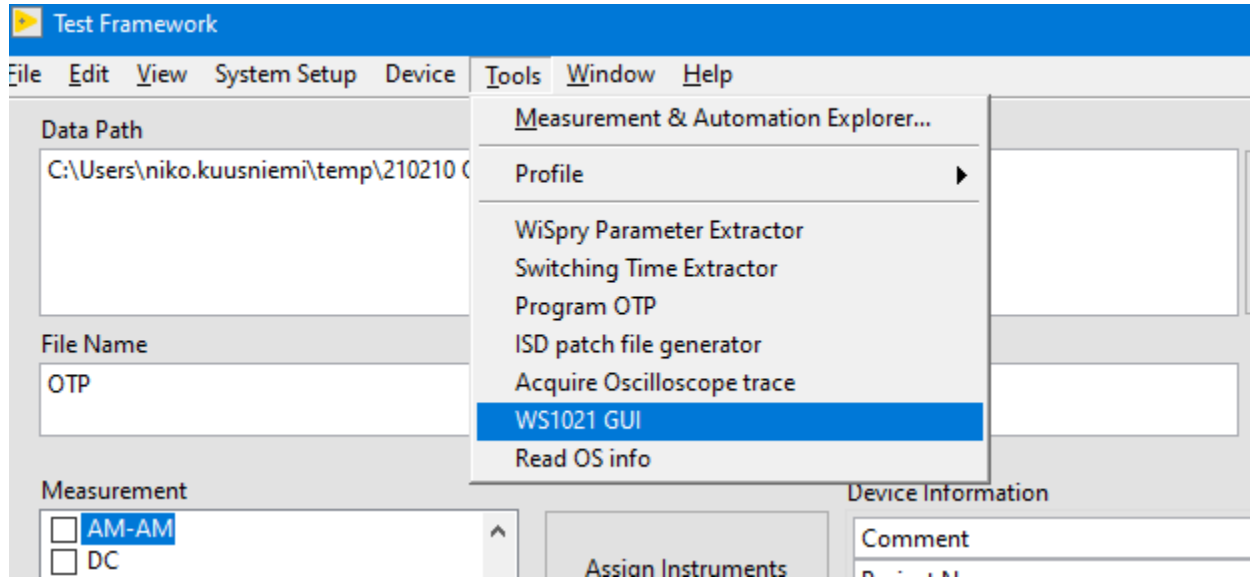 Test Framework
File Edit View System Setup Device Tools Window Help
Measurement & Automation Explorer...
Profile
WiSpry Parameter Extractor
Switching Time Extractor
Program OTP
ISD patch file generator
Acquire Oscilloscope trace
WS1021 GUI
Read OS info
Data Path
C:\Users\niko.kuusniemi\temp\210210
File Name
OTP
Measurement
AM-AM
DC
Assign Instruments
Device Information
Comment